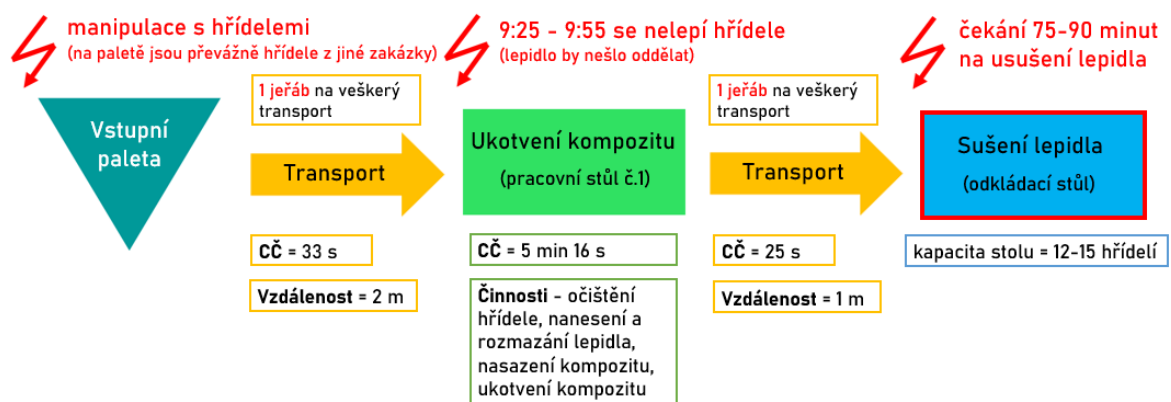 manipulace s hřídelemi
(na paletě jsou převážně hřídele z jiné zakázky)
9:25 - 9:55 se nelepí hřídele
(lepidlo by nešlo oddělat)
čekání 75-90 minut
na usušení lepidla
Vstupní
paleta
1 jeřáb na veškerý
transport
Transport
CČ = 33 s
Vzdálenost = 2 m
Ukotvení kompozitu
(pracovní stůl č.1)
CČ = 5 min 16 s
Činnosti - očištění
hřídele, nanesení a
rozmazání lepidla,
nasazení kompozitu,
ukotvení kompozitu
1 jeřáb na veškerý
transport
Transport
CČ = 25 s
Vzdálenost = 1 m
Sušení lepidla
(odkládací stůl)
kapacita stolu = 12-15 hřídelí